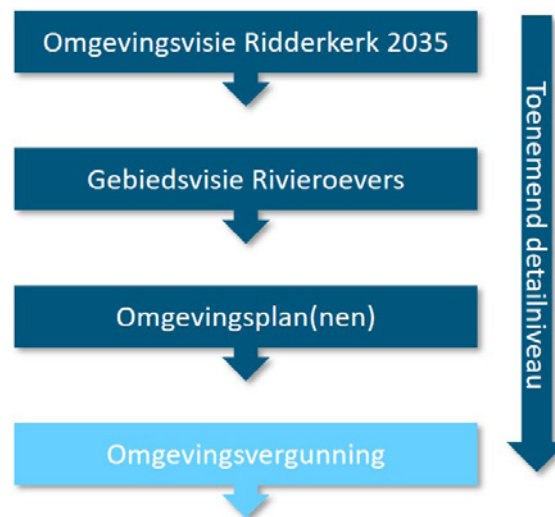 Omgevingsvisie Ridderkerk 2035
Gebiedsvisie Rivieroevers
Omgevingsplan(nen)
Omgevingsvergunning
Toenemend detailniveau